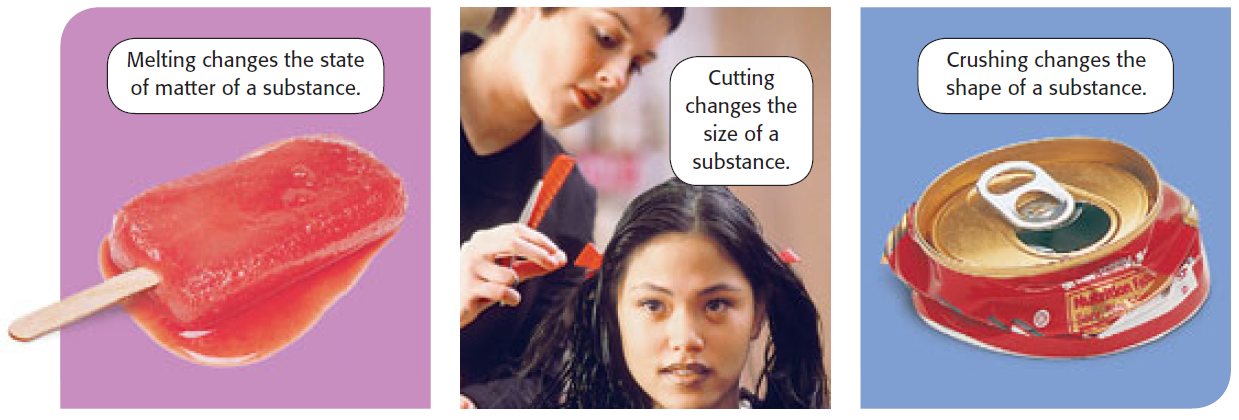 Melting changes the state
of matter of a substance.
Cutting
changes the
size of a
substance.
Crushing changes the
shape of a substance.